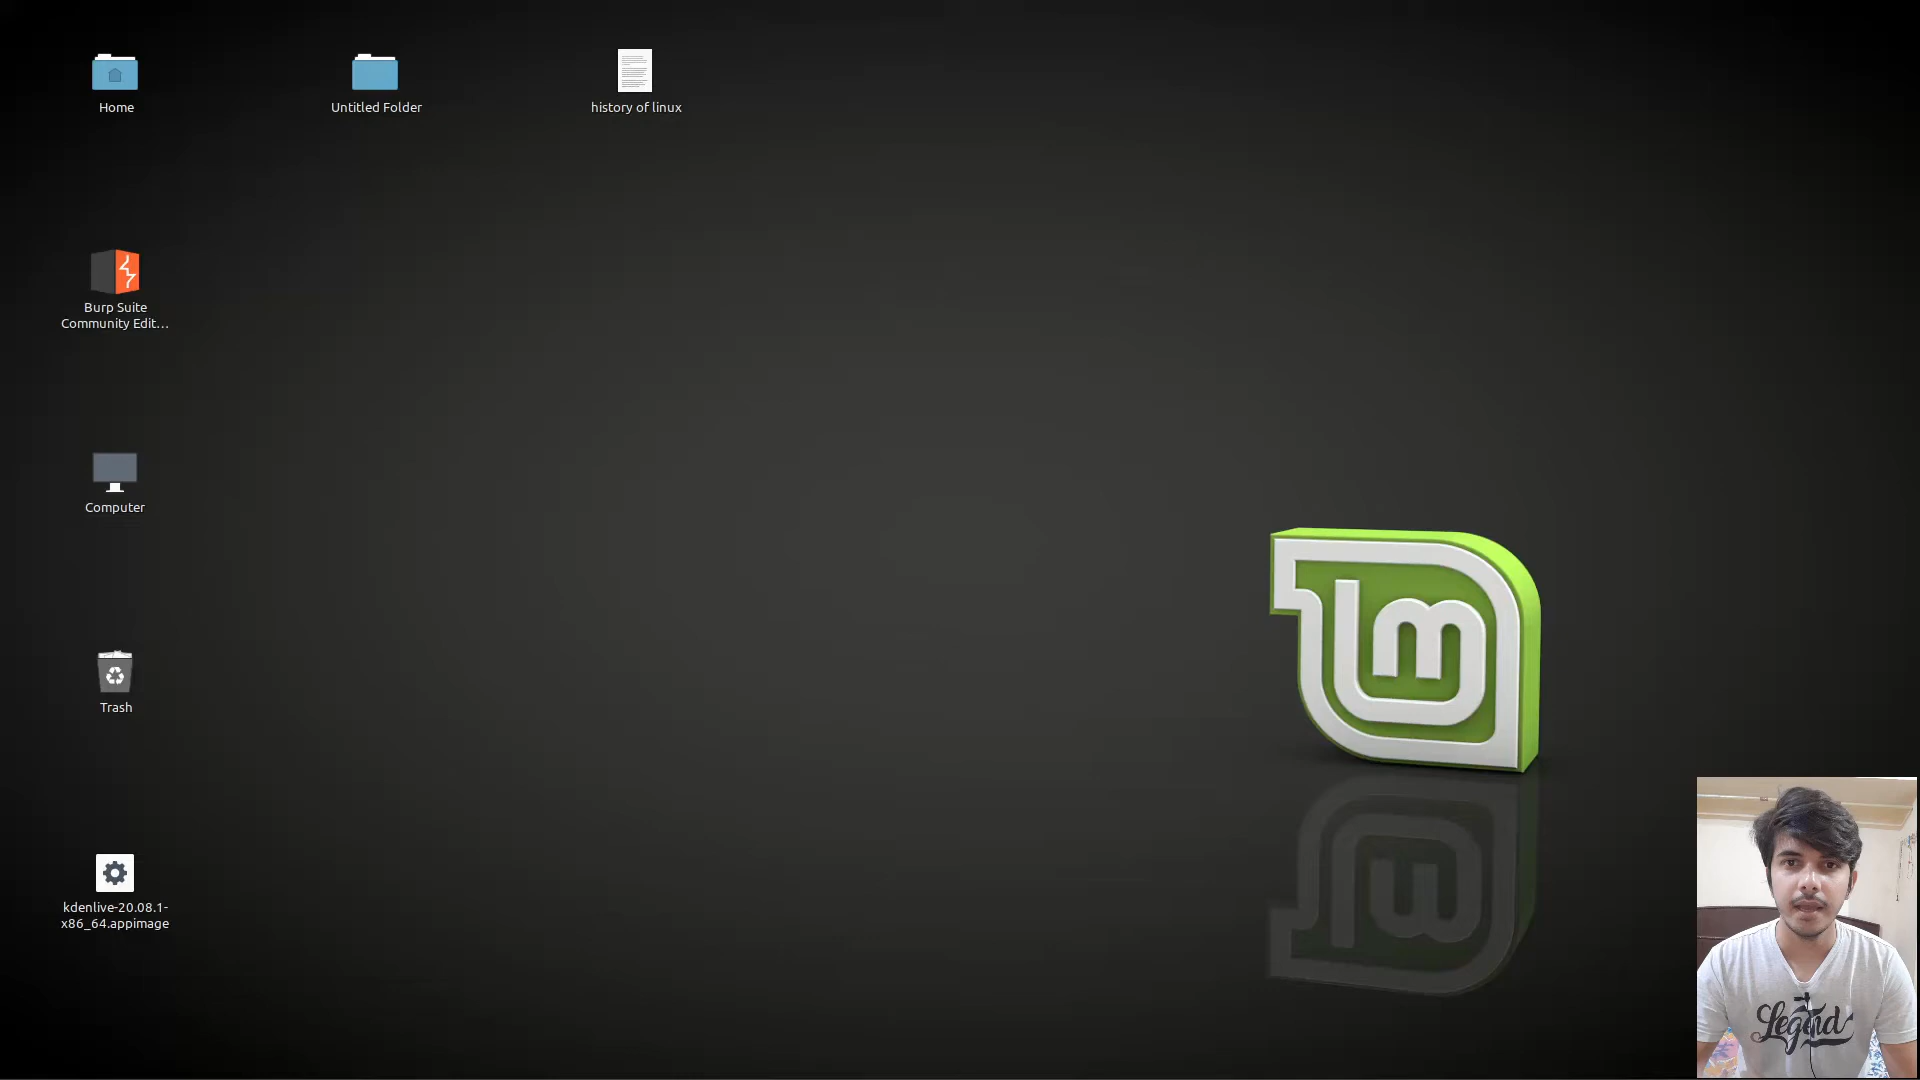 Home
Untitled Folder
history of linux
Burp Suite
Community Edit...
Computer
Trash
kdenlive-20.08.1-
x86_64.appimage
lm
Legend